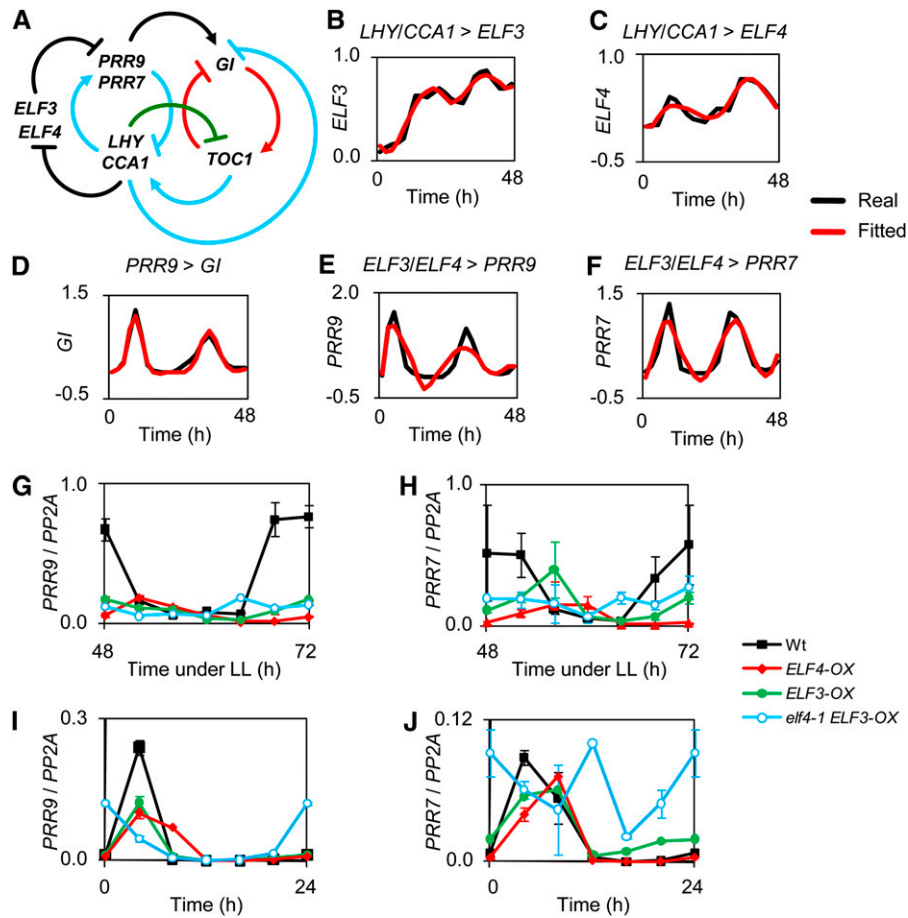 A
PRR9
PRR7
GI
ELF3
ELF4
LHY
CCA1
TOC1
B
LHY/CCA1 > ELF3
ELF3
1.0
0.0
0
48
Time (h)
C
LHY/CCA1 > ELF4
ELF4
1.0
-0.5
0
48
Time (h)
Real
Fitted
D
PRR9 > GI
GI
1.5
-0.5
0
48
Time (h)
E
ELF3/ELF4 > PRR9
PRR9
2.0
-0.5
0
48
Time (h)
F
ELF3/ELF4 > PRR7
PRR7
1.5
-0.5
0
48
Time (h)
G
PRR9 / PP2A
1.0
0.0
48
72
Time under LL (h)
H
PRR7 / PP2A
1.0
0.0
48
72
Time under LL (h)
Wt
ELF4-OX
ELF3-OX
elf4-1 ELF3-OX
I
PRR9 / PP2A
0.3
0.0
0
24
Time (h)
J
PRR7 / PP2A
0.12
0.0
0
24
Time (h)